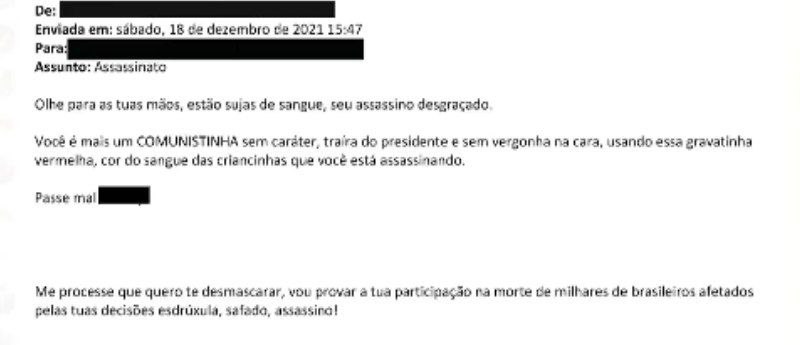 De:
Enviada em: sábado, 18 de dezembro de 2021 15:47
Para:
Assunto: Assassinato
Olhe para as tuas mãos, estão sujas de sangue, seu assassino desgraçado.
Você é mais um COMUNISTINHA sem caráter, traíra do presidente e sem vergonha na cara, usando essa gravatinha
vermelha, cor do sangue das criancinhas que você está assassinando.
Passe mal
Me processe que quero te desmascarar, vou provar a tua participação na morte de milhares de brasileiros afetados
pelas tuas decisões esdrúxula, safado, assassino!